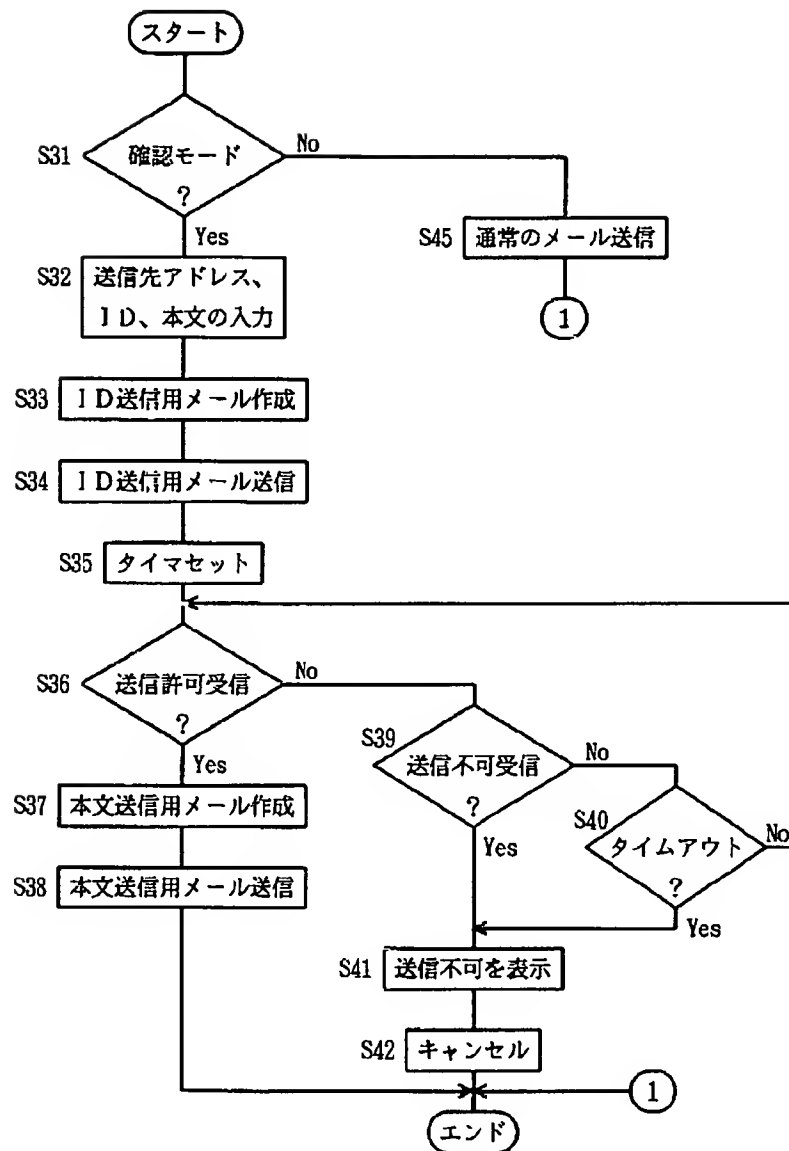 スタート
S31
確認モード
?
No
Yes
S45
通常のメール送信
1
S32
送信先アドレス、
ID、本文の入力
S33
ID送信用メール作成
S34
ID送信用メール送信
S35
タイマセット
S36
送信許可受信
?
No
Yes
S39
送信不可受信
?
No
Yes
S40
タイムアウト
?
No
Yes
S37
本文送信用メール作成
S38
本文送信用メール送信
S41
送信不可を表示
S42
キャンセル
1
エンド